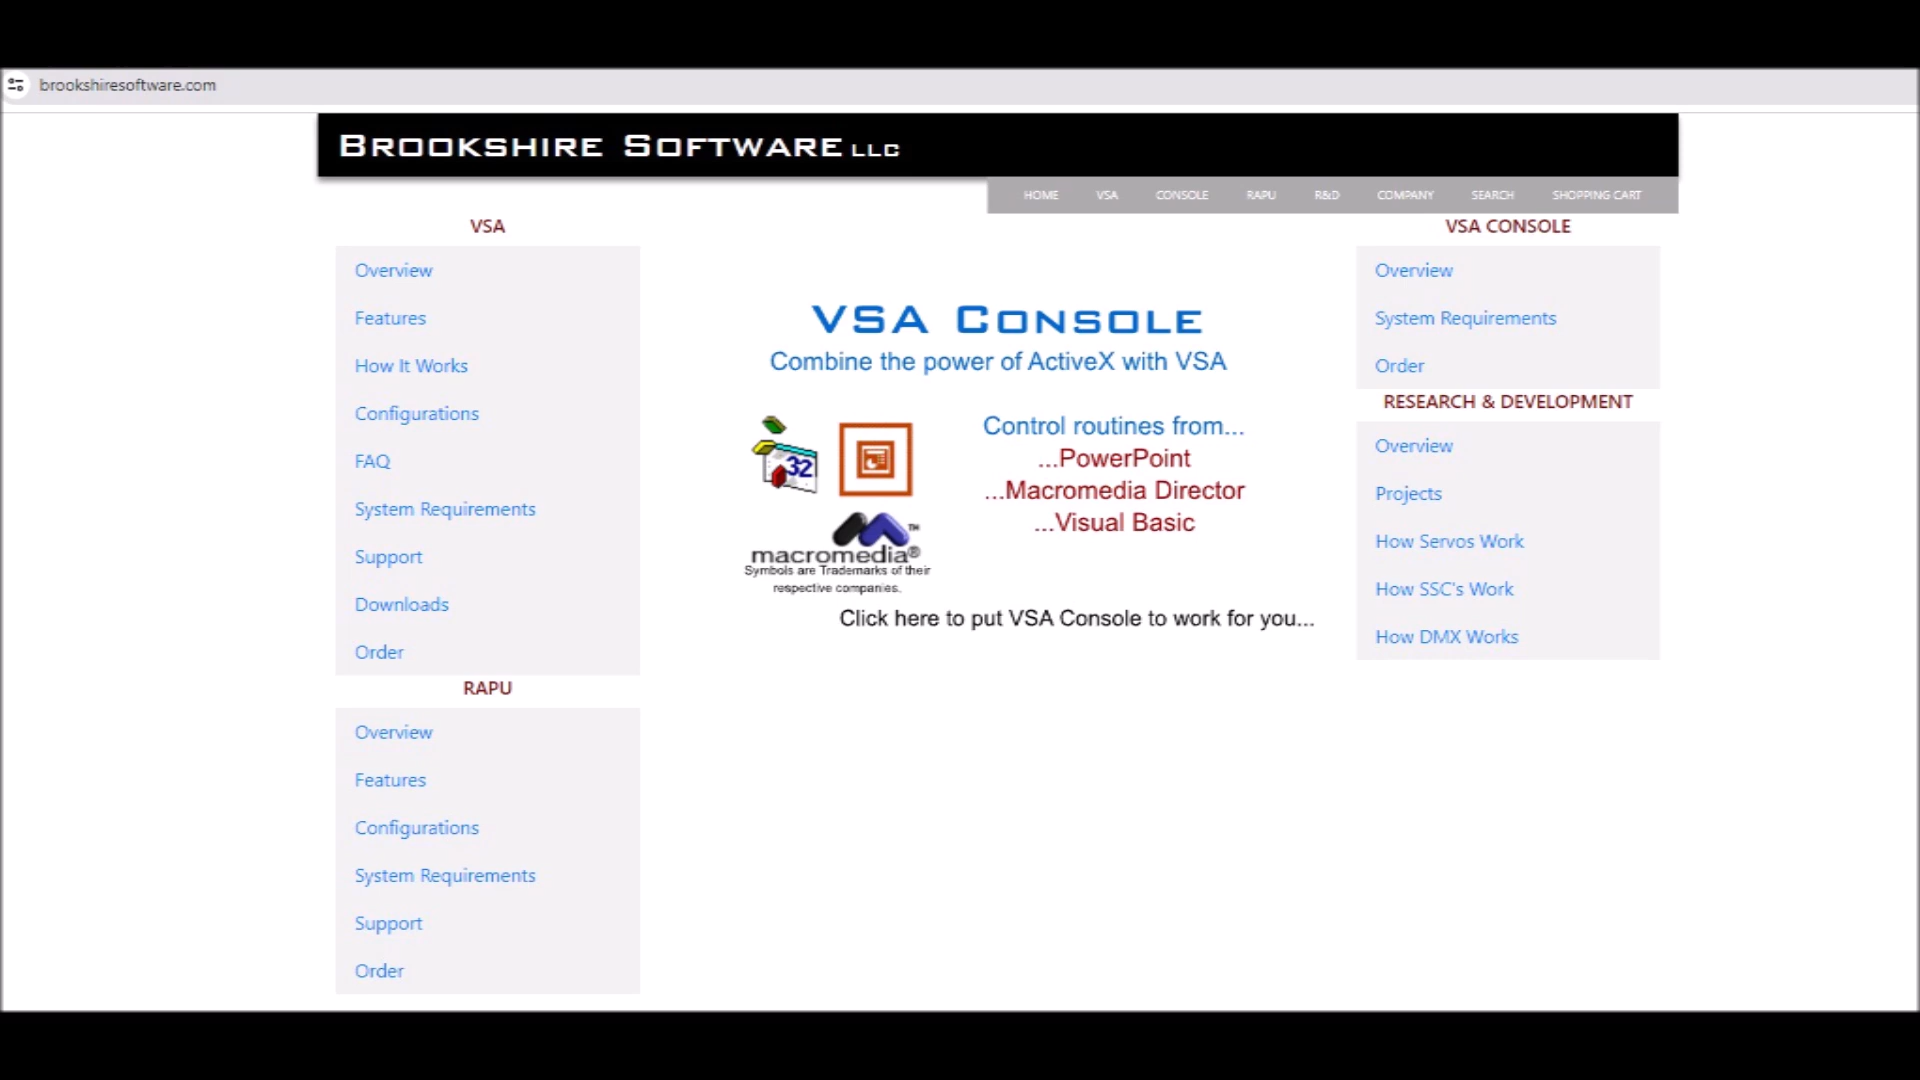 brookshiresoftware.com
BROOKSHIRE SOFTWARE LLC
HOME VSA CONSOLE RAPU R&D COMPANY SEARCH SHOPPING CART
VSA
Overview
Features
How It Works
Configurations
FAQ
System Requirements
Support
Downloads
Order
RAPU
Overview
Features
Configurations
System Requirements
Support
Order
VSA CONSOLE
Combine the power of ActiveX with VSA
32
Control routines from...
...PowerPoint
...Macromedia Director
...Visual Basic
macromedia® ™
Symbols are Trademarks of their
respective companies.
Click here to put VSA Console to work for you...
VSA CONSOLE
Overview
System Requirements
Order
RESEARCH & DEVELOPMENT
Overview
Projects
How Servos Work
How SSC's Work
How DMX Works